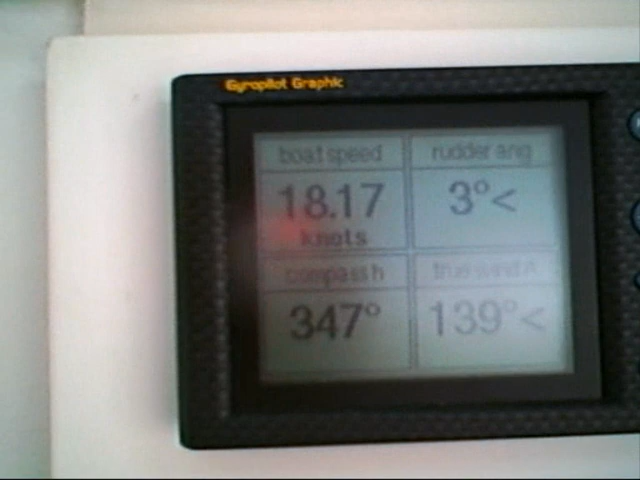 Gyropilot Graphic
boatspeed
rudder ang
18.17
knots
3°<
compass h
true wind
347°
139°<